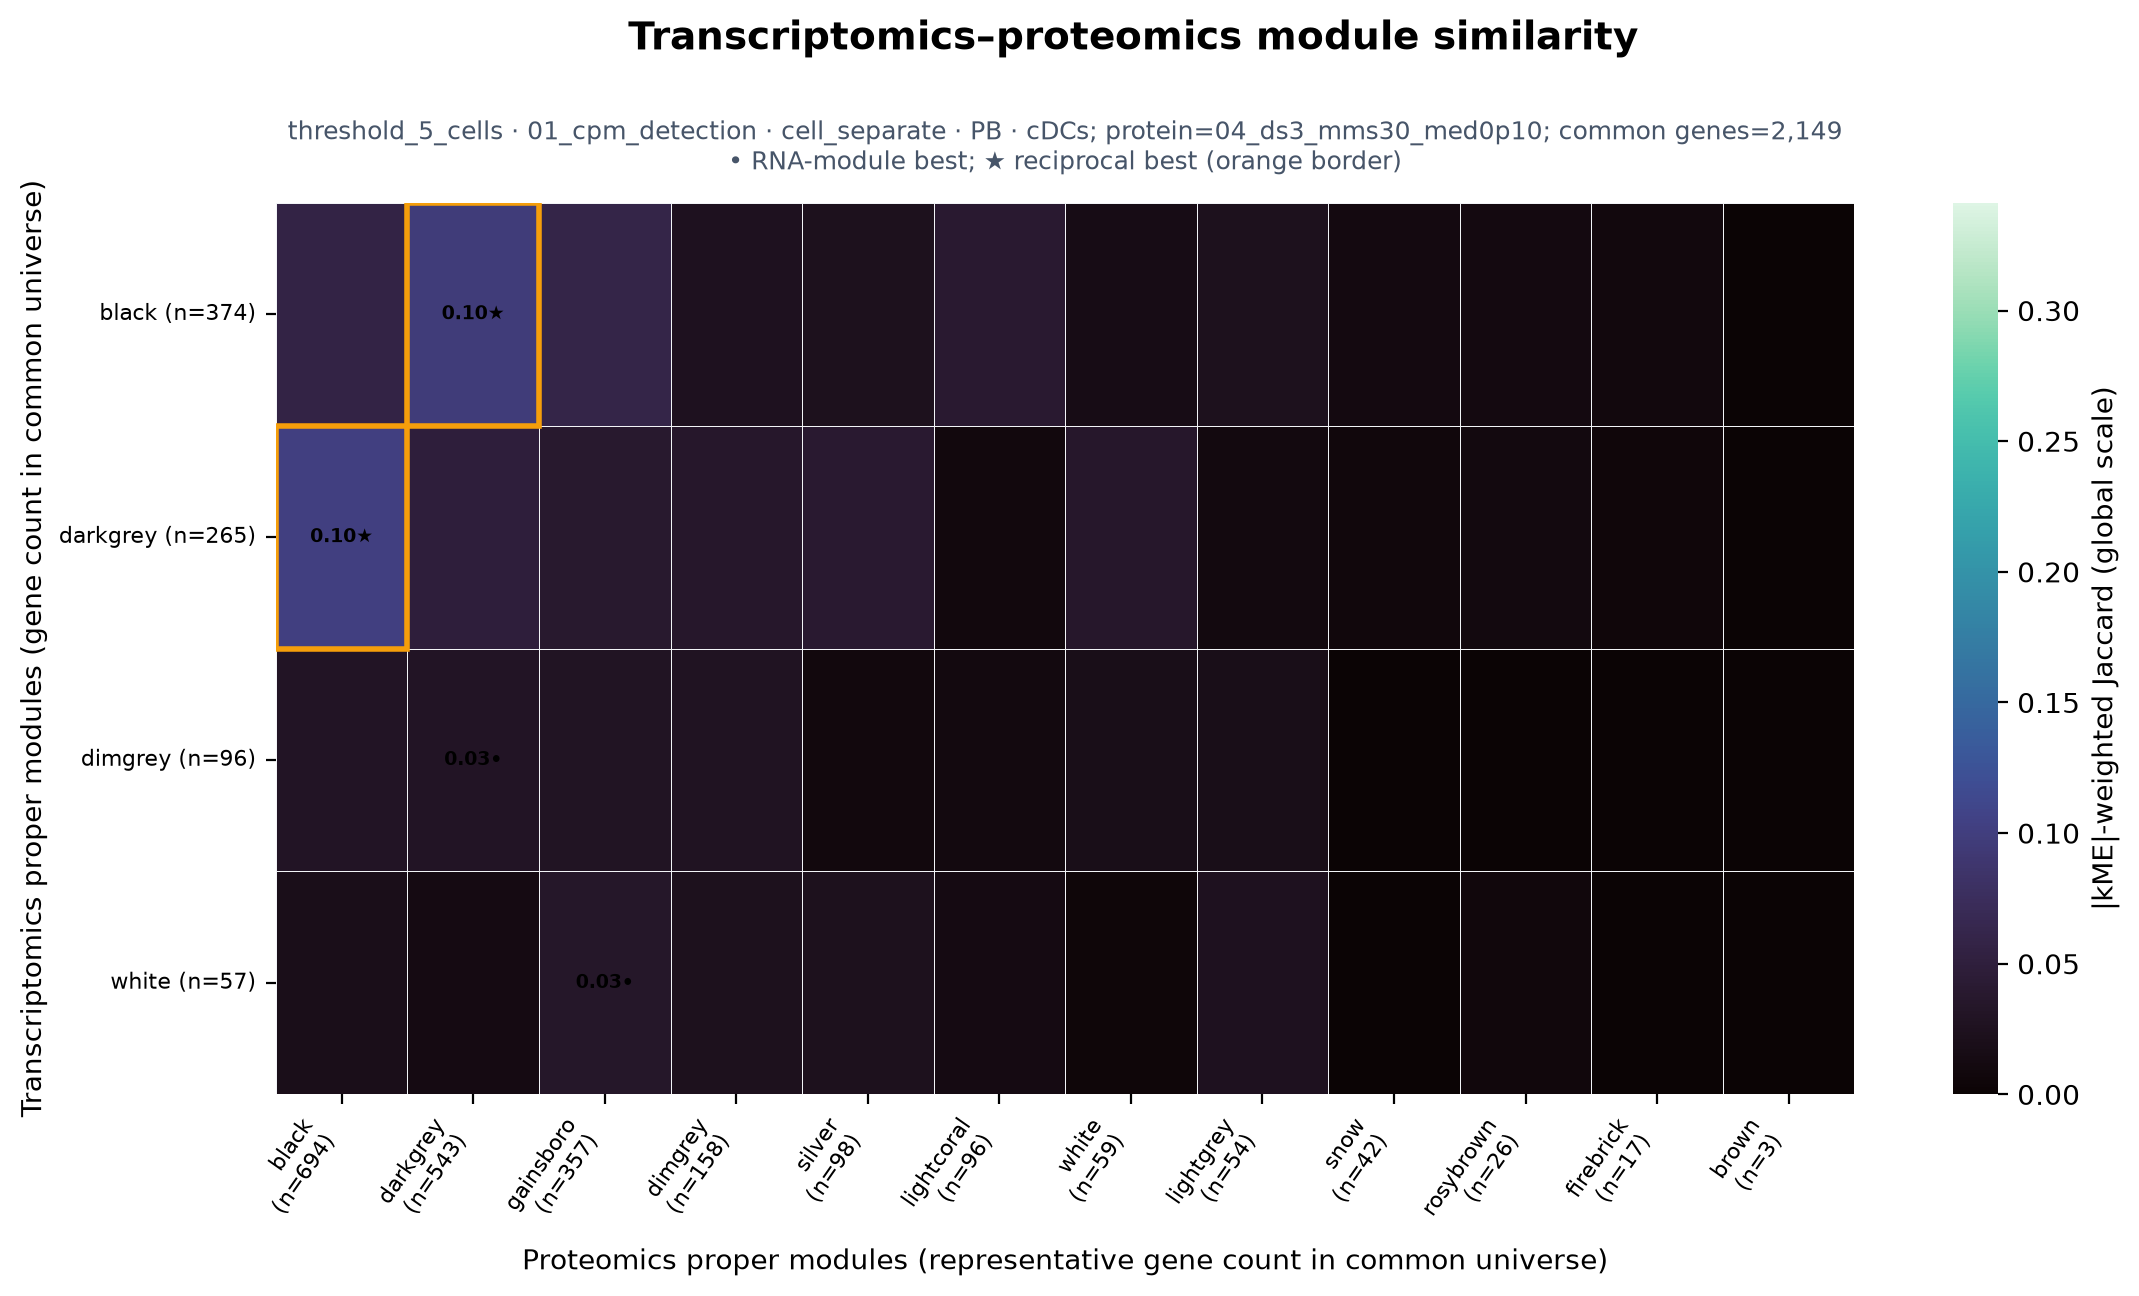 Transcriptomics–proteomics module similarity
threshold_5_cells · 01_cpm_detection · cell_separate · PB · cDCs; protein=04_ds3_mms30_med0p10; common genes=2,149
• RNA-module best; ★ reciprocal best (orange border)
Transcriptomics proper modules (gene count in common universe)
black (n=374)
darkgrey (n=265)
dimgrey (n=96)
white (n=57)
0.10★
0.10★
0.03•
0.03•
black
(n=694)
darkgrey
(n=543)
gainsboro
(n=357)
dimgrey
(n=158)
silver
(n=98)
lightcoral
(n=96)
white
(n=59)
lightgrey
(n=54)
snow
(n=42)
rosybrown
(n=26)
firebrick
(n=17)
brown
(n=3)
Proteomics proper modules (representative gene count in common universe)
0.30
0.25
0.20
0.15
0.10
0.05
0.00
|kME|-weighted Jaccard (global scale)